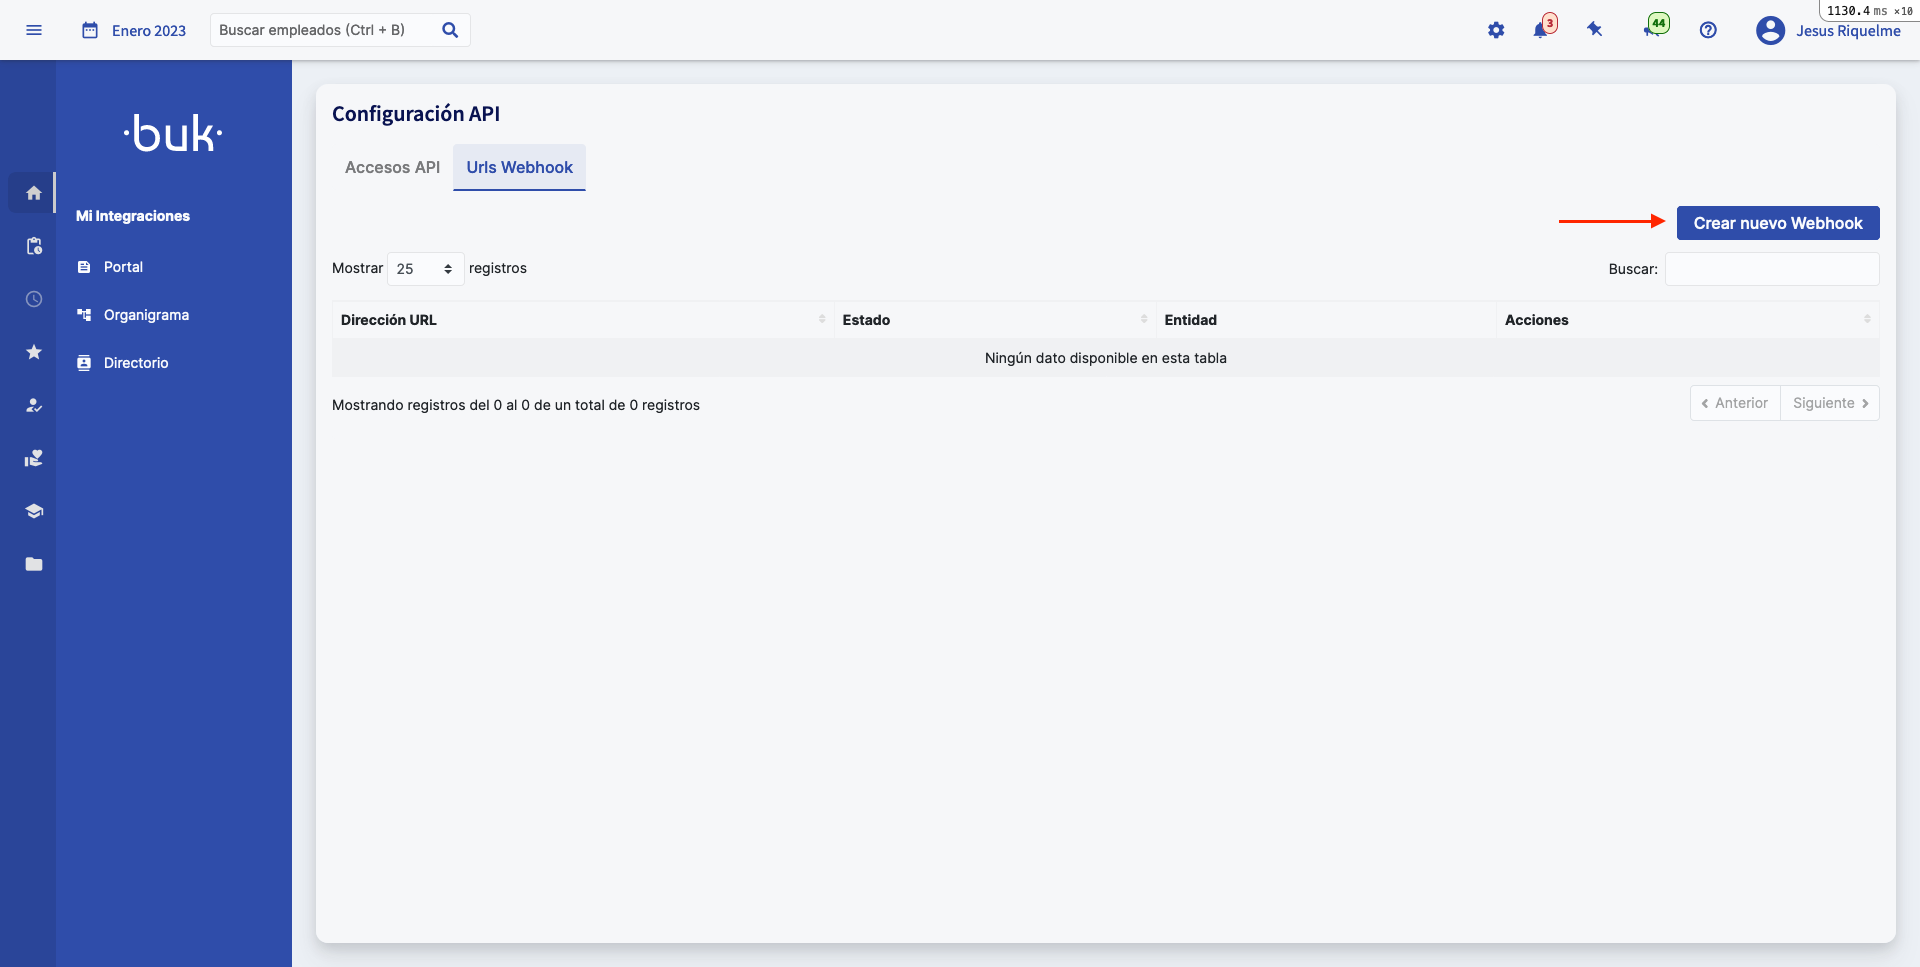 Enero 2023
Buscar empleados (Ctrl + B)
3
44
1130.4 ms ×10
Jesus Riquelme
·buk·
Mi Integraciones
Portal
Organigrama
Directorio
Configuración API
Accesos API
Urls Webhook
Crear nuevo Webhook
Mostrar 25 registros
Buscar:
Dirección URL Estado Entidad Acciones
Ningún dato disponible en esta tabla
Mostrando registros del 0 al 0 de un total de 0 registros
Anterior Siguiente